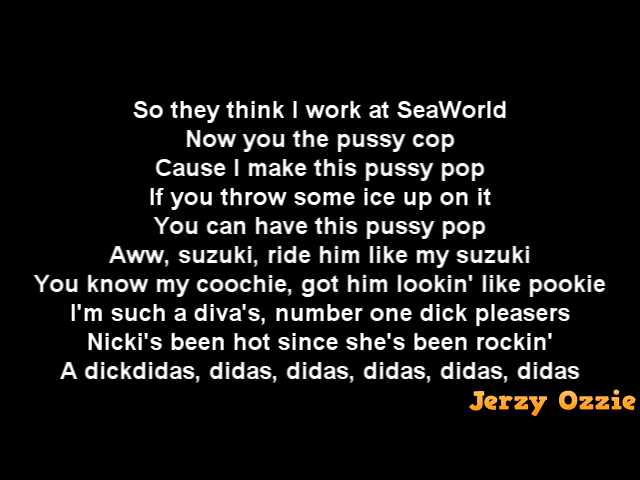 So they think I work at SeaWorld
Now you the pussy cop
Cause I make this pussy pop
If you throw some ice up on it
You can have this pussy pop
Aww, suzuki, ride him like my suzuki
You know my coochie, got him lookin' like pookie
I'm such a diva's, number one dick pleasers
Nicki's been hot since she's been rockin'
A dickdidas, didas, didas, didas, didas, didas
Jerzy Ozzie